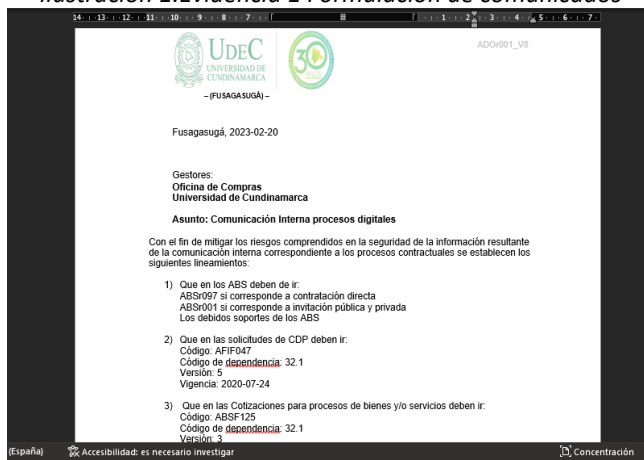 Ilustración 1.1Evidencia 1 Formulación de comunicados
14 13 12 11 10 9 8 7 1 2 3 4 5 6 7
UDEC
UNIVERSIDAD DE
CUNDINAMARCA
30
AÑOS
ADOr001_V8
– (FUSAGASUGÁ) –
Fusagasugá, 2023-02-20
Gestores:
Oficina de Compras
Universidad de Cundinamarca
Asunto: Comunicación Interna procesos digitales
Con el fin de mitigar los riesgos comprendidos en la seguridad de la información resultante
de la comunicación interna correspondiente a los procesos contractuales se establecen los
siguientes lineamientos:
1) Que en los ABS deben de ir:
ABSr097 si corresponde a contratación directa
ABSr001 si corresponde a invitación pública y privada
Los debidos soportes de los ABS
2) Que en las solicitudes de CDP deben ir:
Código: AFIF047
Código de dependencia: 32.1
Versión: 5
Vigencia: 2020-07-24
3) Que en las Cotizaciones para procesos de bienes y/o servicios deben ir:
Código: ABSF125
Código de dependencia: 32.1
Versión: 3
(España) Accesibilidad: es necesario investigar Concentración